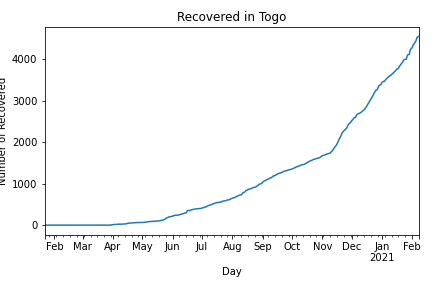 Recovered in Togo
Number of Recovered
4000
3000
2000
1000
0
Feb Mar Apr May Jun Jul Aug Sep Oct Nov Dec Jan Feb
2021
Day